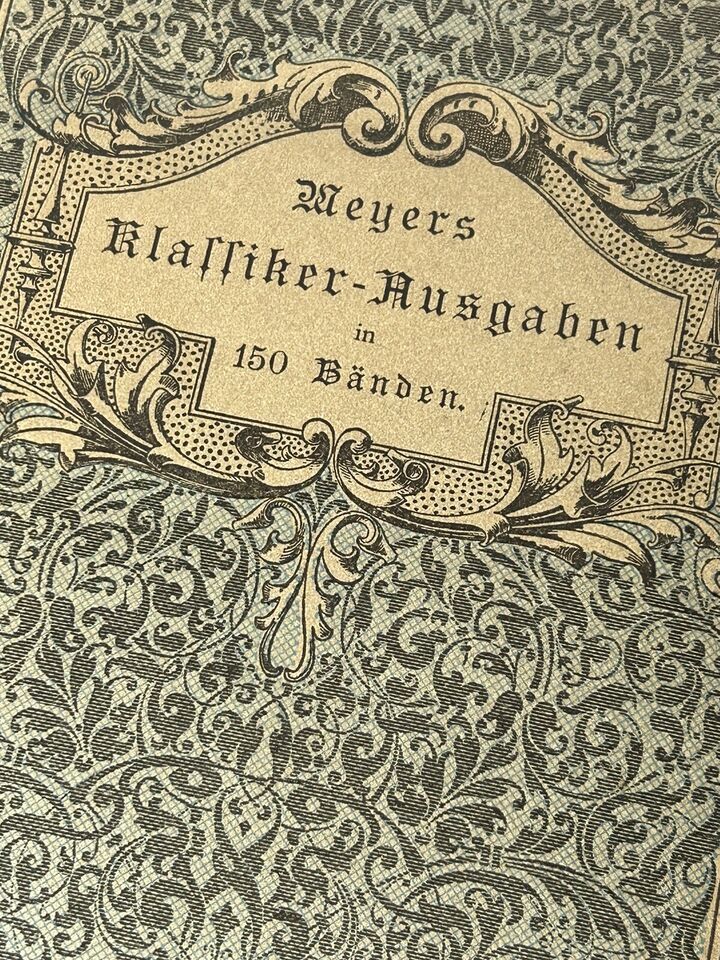 Meyers
Klaſſiker-Ausgaben
in
150 Bänden.